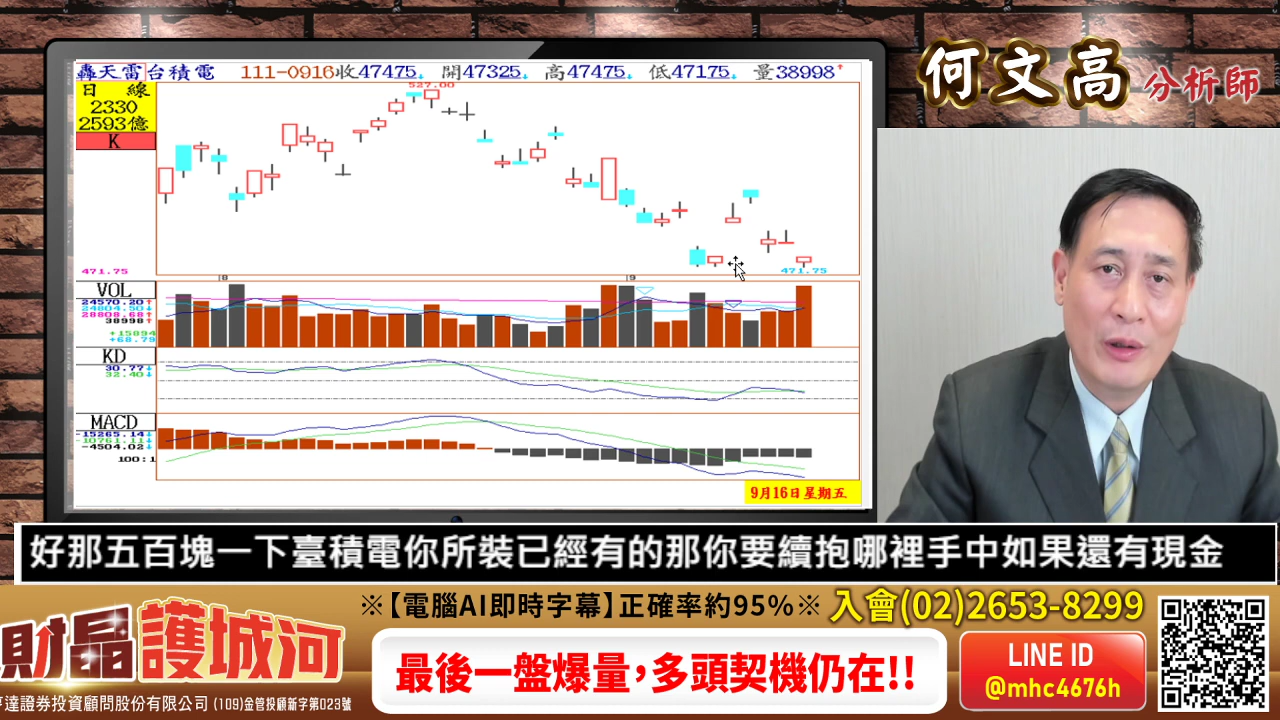 何文高 分析師
轟天雷台積電 111-0916收47475↓ 開47325↓ 高47475↓ 低47175↓ 量38998↑
日 線
2330
2593億
K
527.00
471.75
471.75
8
9
VOL
24570.20↑
24804.50↓
28808.68↑
38998↑
+15894
+68.79
KD
30.77↓
32.40↓
MACD
-15265.14↓
-10761.11↓
-4504.02↓
100:1
9月16日星期五
好那五百塊一下臺積電你所裝已經有的那你要續抱哪裡手中如果還有現金
※【電腦AI即時字幕】正確率約95%※ 入會(02)2653-8299
財晶護城河
最後一盤爆量,多頭契機仍在!!
LINE ID
@mhc4676h
亨達證券投資顧問股份有限公司 (109)金管投顧新字第023號